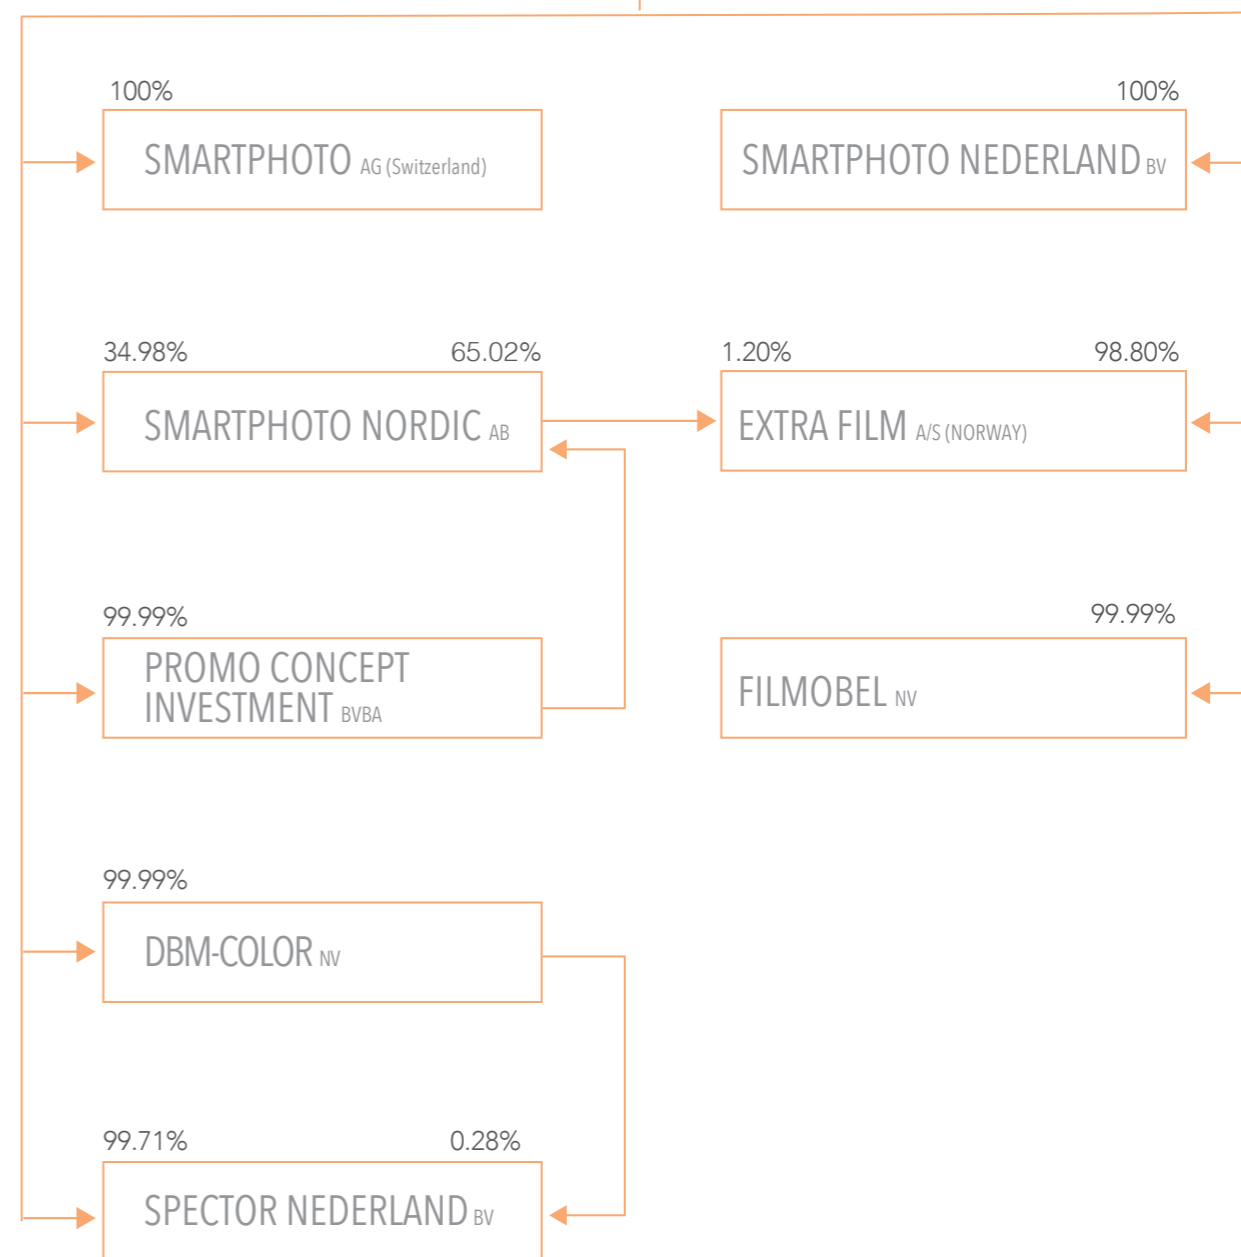 100%
SMARTPHOTO AG (Switzerland)
100%
SMARTPHOTO NEDERLAND BV
34.98% 65.02%
SMARTPHOTO NORDIC AB
1.20% 98.80%
EXTRA FILM A/S (NORWAY)
99.99%
PROMO CONCEPT
INVESTMENT BVBA
99.99%
FILMOBEL NV
99.99%
DBM-COLOR NV
99.71% 0.28%
SPECTOR NEDERLAND BV